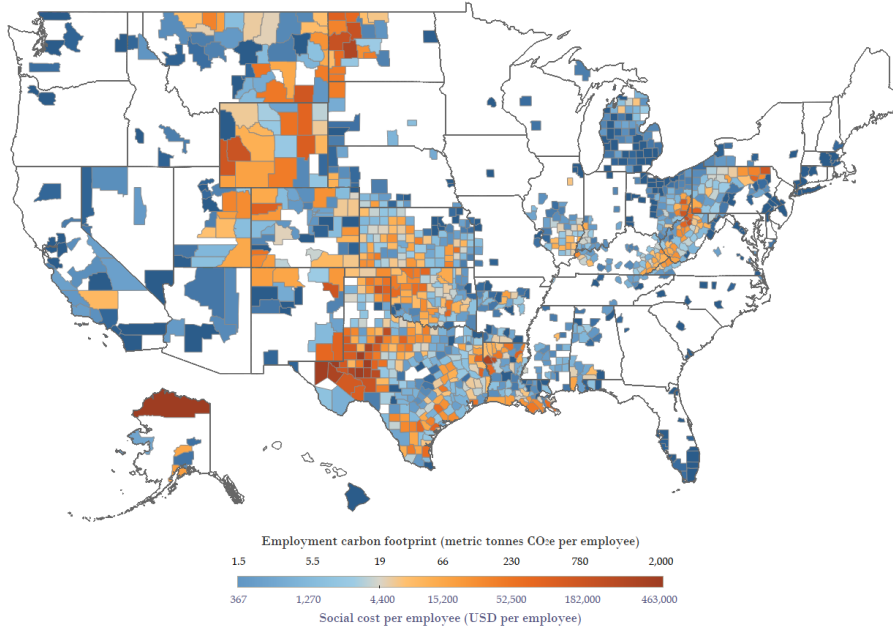 Employment carbon footprint (metric tonnes CO₂e per employee)
1.5 5.5 19 66 230 780 2,000
367 1,270 4,400 15,200 52,500 182,000 463,000
Social cost per employee (USD per employee)